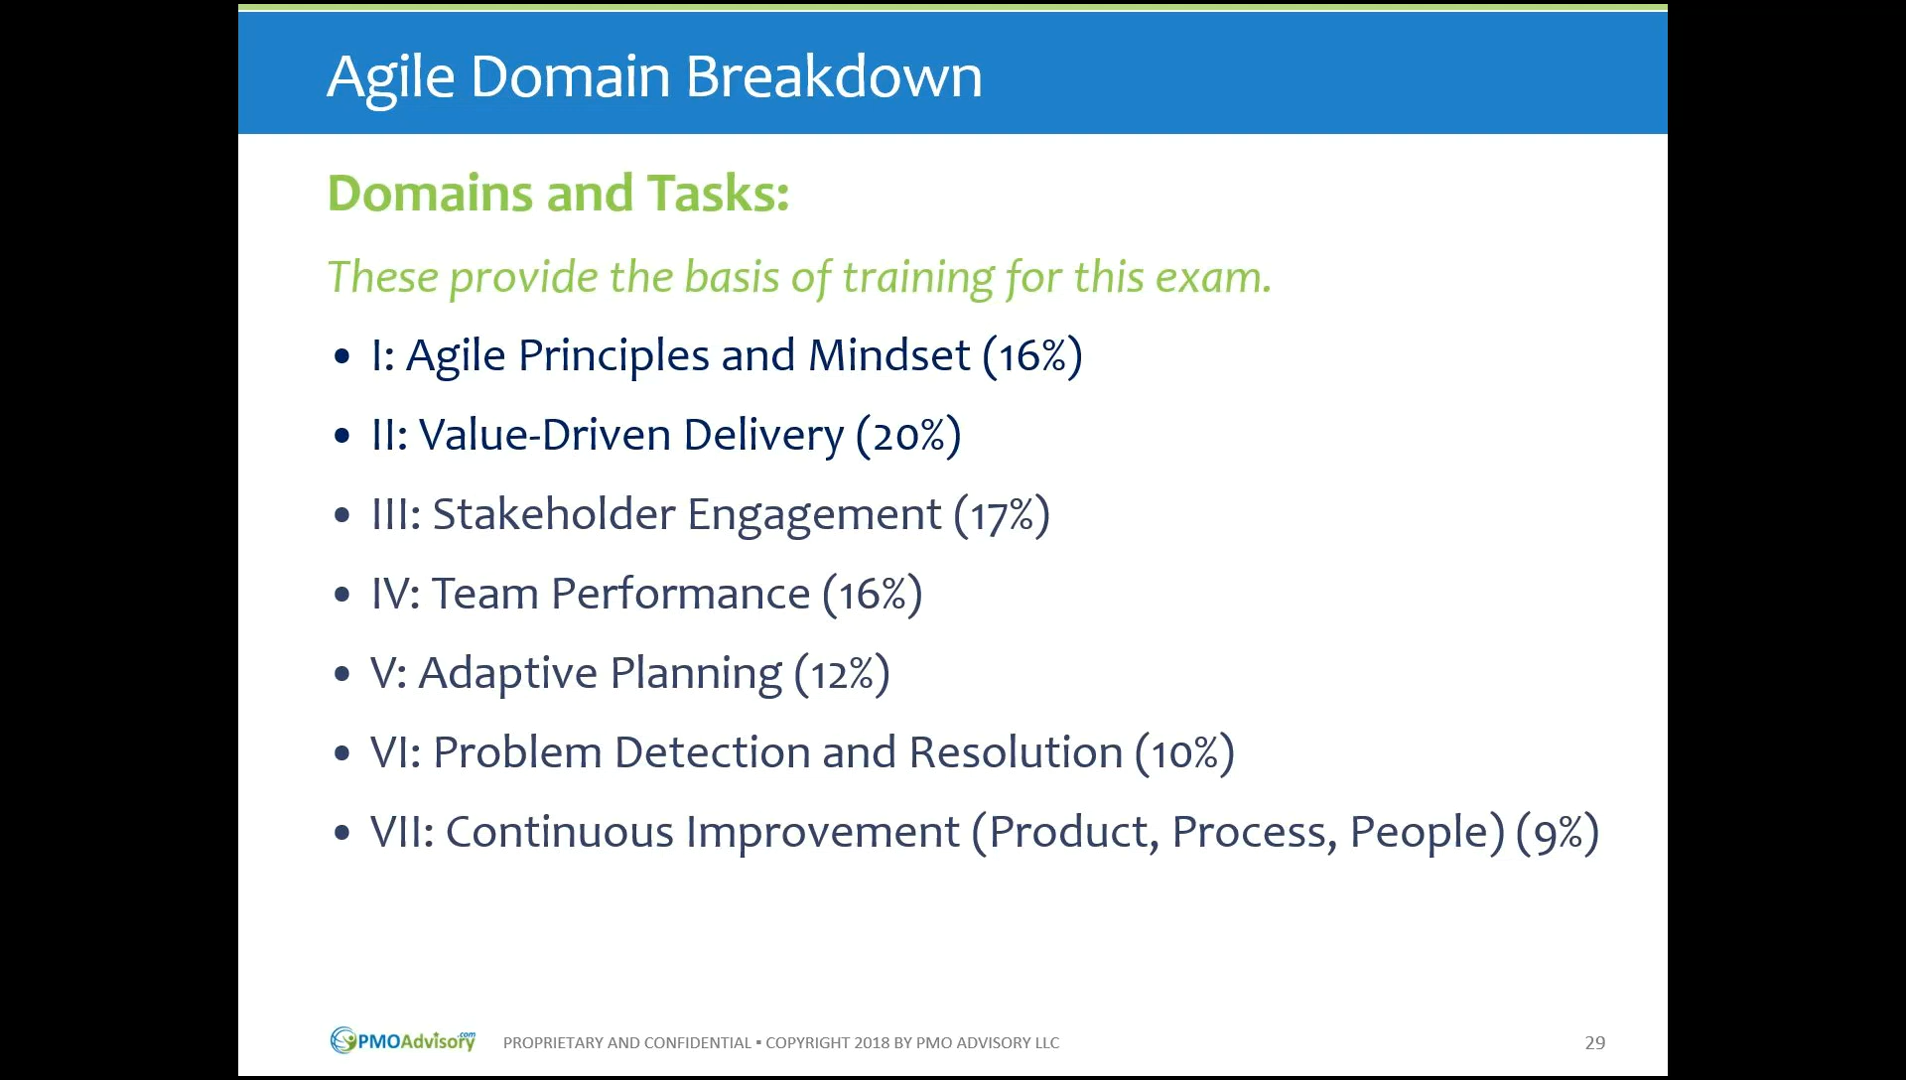 Agile Domain Breakdown
Domains and Tasks:
These provide the basis of training for this exam.
• I: Agile Principles and Mindset (16%)
• II: Value-Driven Delivery (20%)
• III: Stakeholder Engagement (17%)
• IV: Team Performance (16%)
• V: Adaptive Planning (12%)
• VI: Problem Detection and Resolution (10%)
• VII: Continuous Improvement (Product, Process, People) (9%)
PMOAdvisory.com PROPRIETARY AND CONFIDENTIAL ▪ COPYRIGHT 2018 BY PMO ADVISORY LLC 29